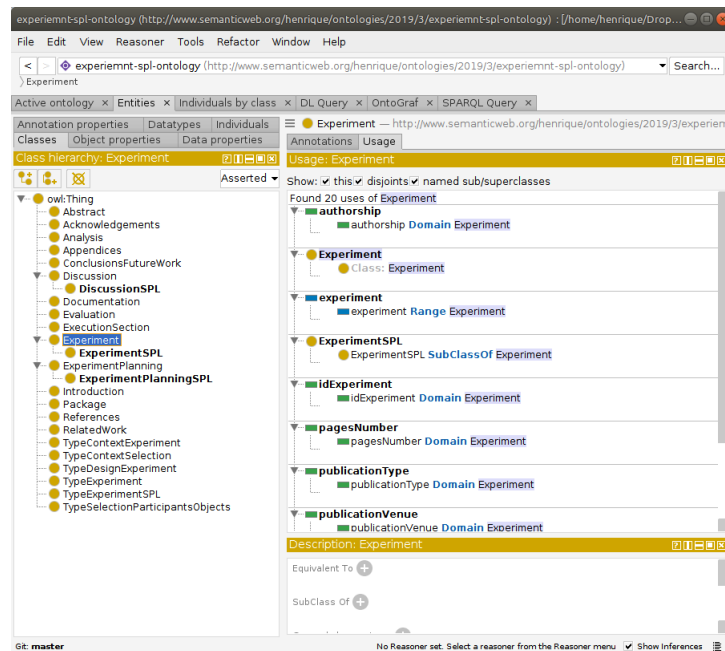 experiemnt-spl-ontology (http://www.semanticweb.org/henrique/ontologies/2019/3/experiemnt-spl-ontology) : [/home/henrique/Drop...
File Edit View Reasoner Tools Refactor Window Help
< > experiemnt-spl-ontology (http://www.semanticweb.org/henrique/ontologies/2019/3/experiemnt-spl-ontology) Search...
Experiment
Active ontology × Entities × Individuals by class × DL Query × OntoGraf × SPARQL Query ×
Annotation properties Datatypes Individuals
Classes Object properties Data properties
Class hierarchy: Experiment
Asserted
owl:Thing
Abstract
Acknowledgements
Analysis
Appendices
ConclusionsFutureWork
Discussion
DiscussionSPL
Documentation
Evaluation
ExecutionSection
Experiment
ExperimentSPL
ExperimentPlanning
ExperimentPlanningSPL
Introduction
Package
References
RelatedWork
TypeContextExperiment
TypeContextSelection
TypeDesignExperiment
TypeExperiment
TypeExperimentSPL
TypeSelectionParticipantsObjects
Experiment — http://www.semanticweb.org/henrique/ontologies/2019/3/experiem
Annotations Usage
Usage: Experiment
Show: this disjoints named sub/superclasses
Found 20 uses of Experiment
authorship
authorship Domain Experiment
Experiment
Class: Experiment
experiment
experiment Range Experiment
ExperimentSPL
ExperimentSPL SubClassOf Experiment
idExperiment
idExperiment Domain Experiment
pagesNumber
pagesNumber Domain Experiment
publicationType
publicationType Domain Experiment
publicationVenue
publicationVenue Domain Experiment
Description: Experiment
Equivalent To
SubClass Of
Git: master
No Reasoner set. Select a reasoner from the Reasoner menu Show Inferences